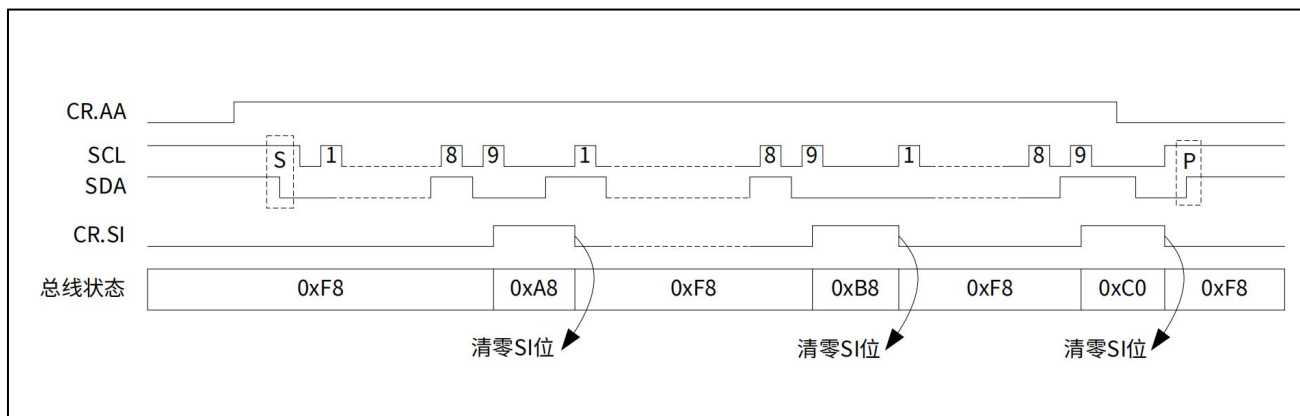 CR.AA
SCL S 1 8 9 1 8 9 1 8 9 P
SDA
CR.SI
总线状态 0xF8 0xA8 0xF8 0xB8 0xF8 0xC0 0xF8
清零SI位 清零SI位 清零SI位